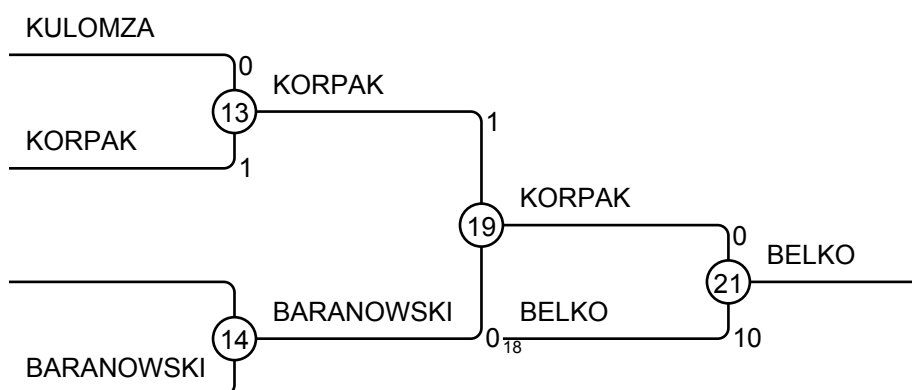 KULOMZA
0
13
KORPAK
KORPAK
1
1
19
KORPAK
0
21
BELKO
14
BARANOWSKI
0
18
BELKO
10
BARANOWSKI